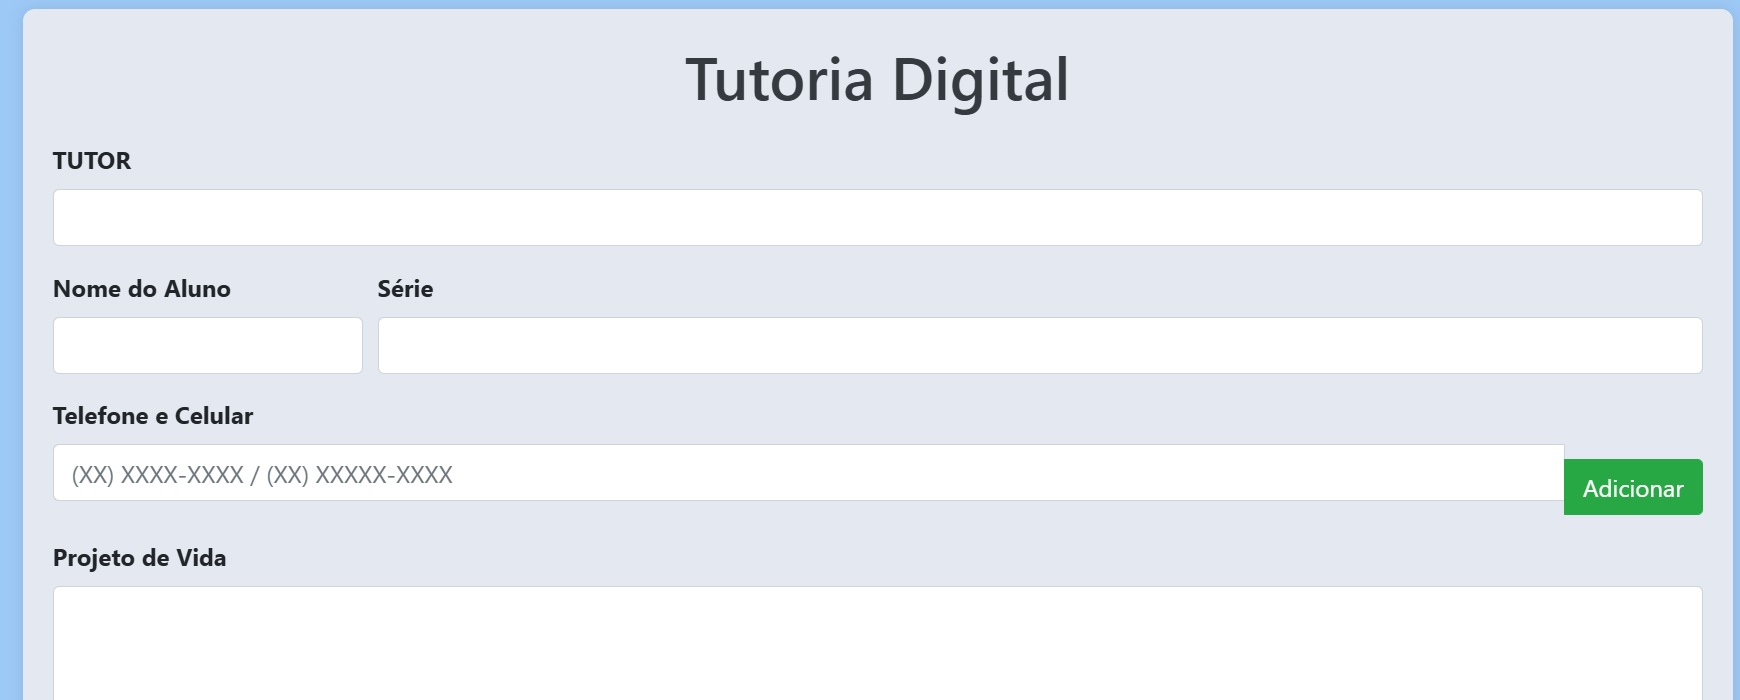 Tutoria Digital
TUTOR
Nome do Aluno
Série
Telefone e Celular
(XX) XXXX-XXXX / (XX) XXXXX-XXXX
Adicionar
Projeto de Vida